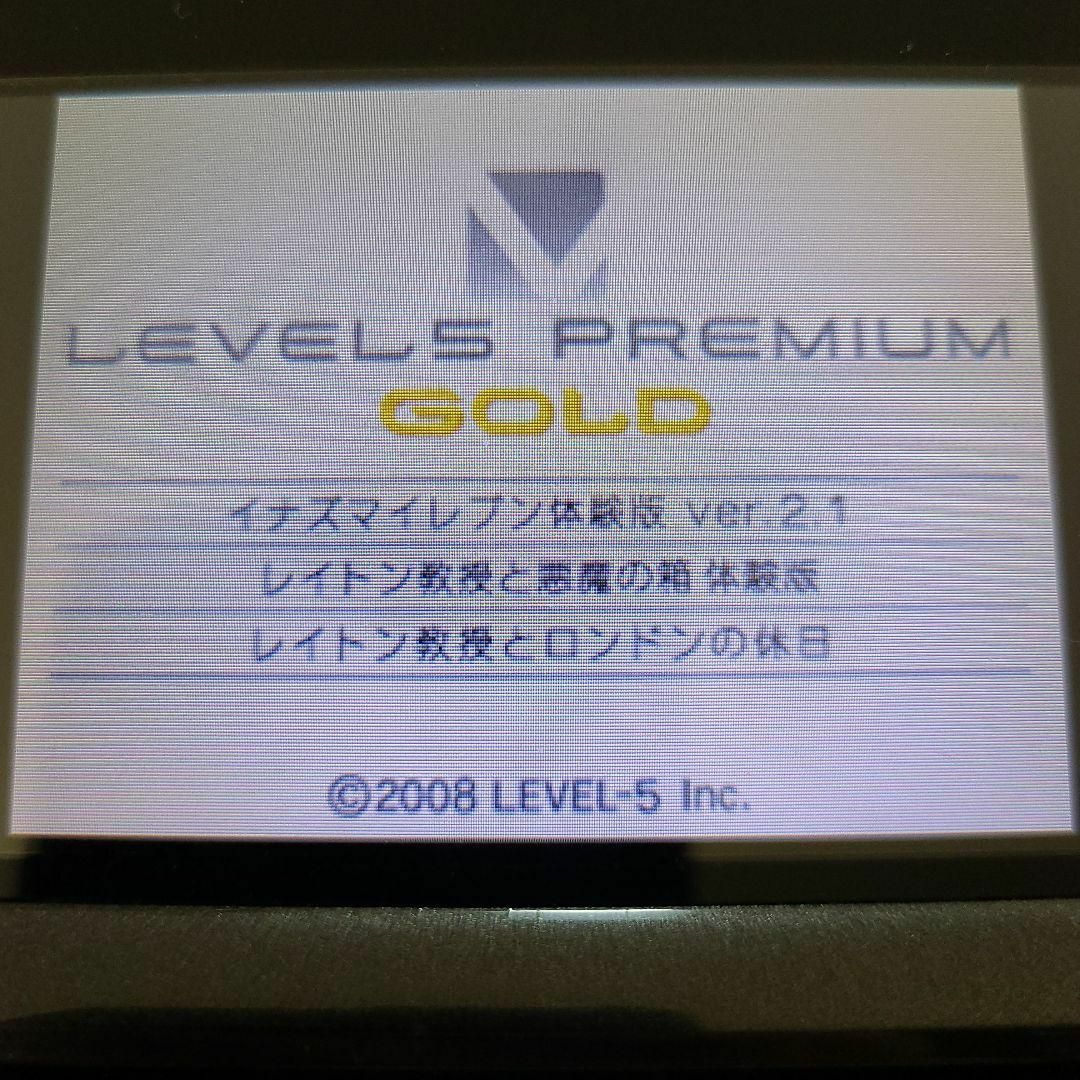 LEVEL5 PREMIUM
GOLD
イナズマイレブン体験版 ver.2.1
レイトン教授と悪魔の箱 体験版
レイトン教授とロンドンの休日
©2008 LEVEL-5 Inc.